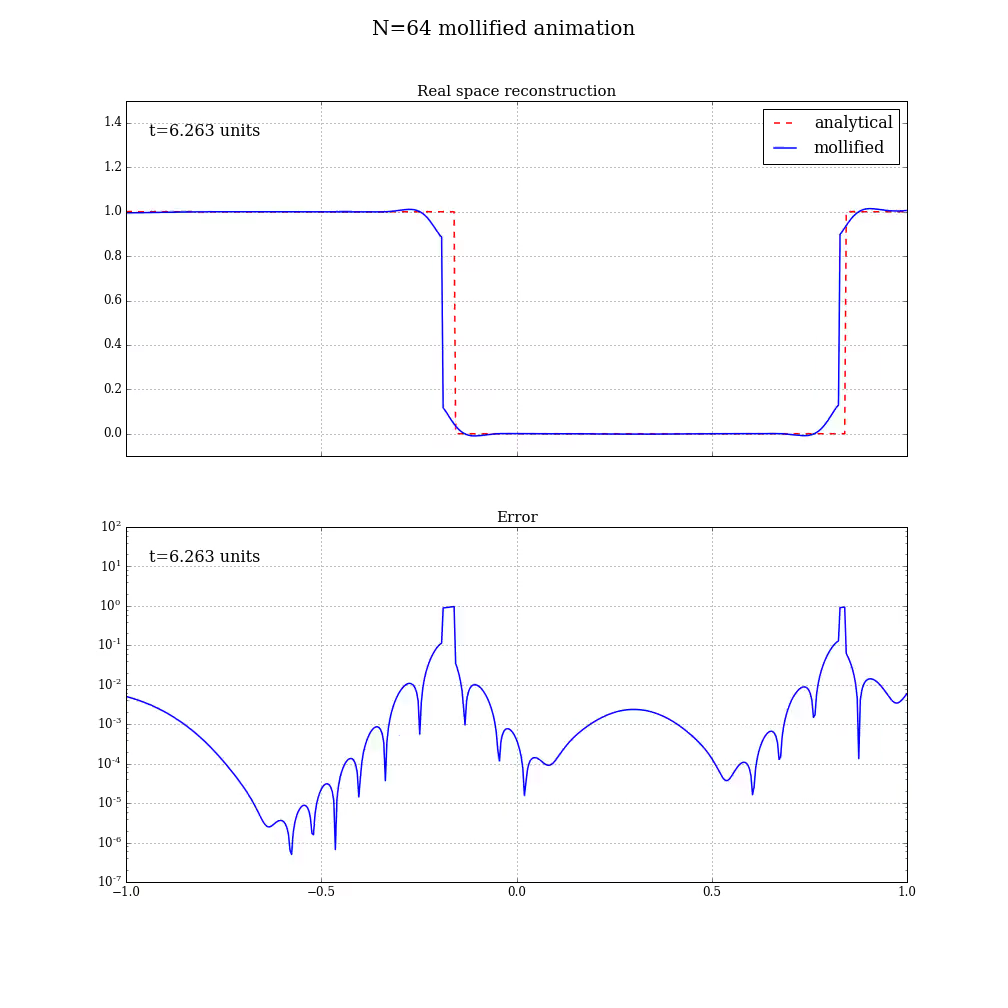 N=64 mollified animation
Real space reconstruction
t=6.263 units
analytical
mollified
1.4
1.2
1.0
0.8
0.6
0.4
0.2
0.0
Error
t=6.263 units
10²
10¹
10⁰
10⁻¹
10⁻²
10⁻³
10⁻⁴
10⁻⁵
10⁻⁶
10⁻⁷
−1.0 −0.5 0.0 0.5 1.0